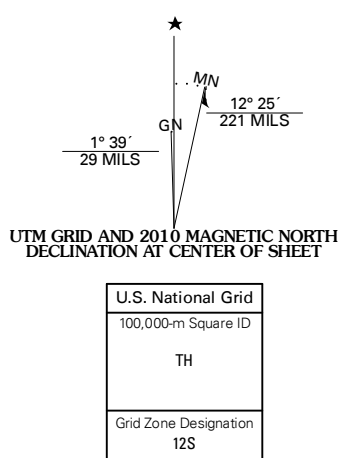 MN
12° 25´
221 MILS
GN
1° 39´
29 MILS
UTM GRID AND 2010 MAGNETIC NORTH
DECLINATION AT CENTER OF SHEET
U.S. National Grid
100,000-m Square ID
TH
Grid Zone Designation
12S